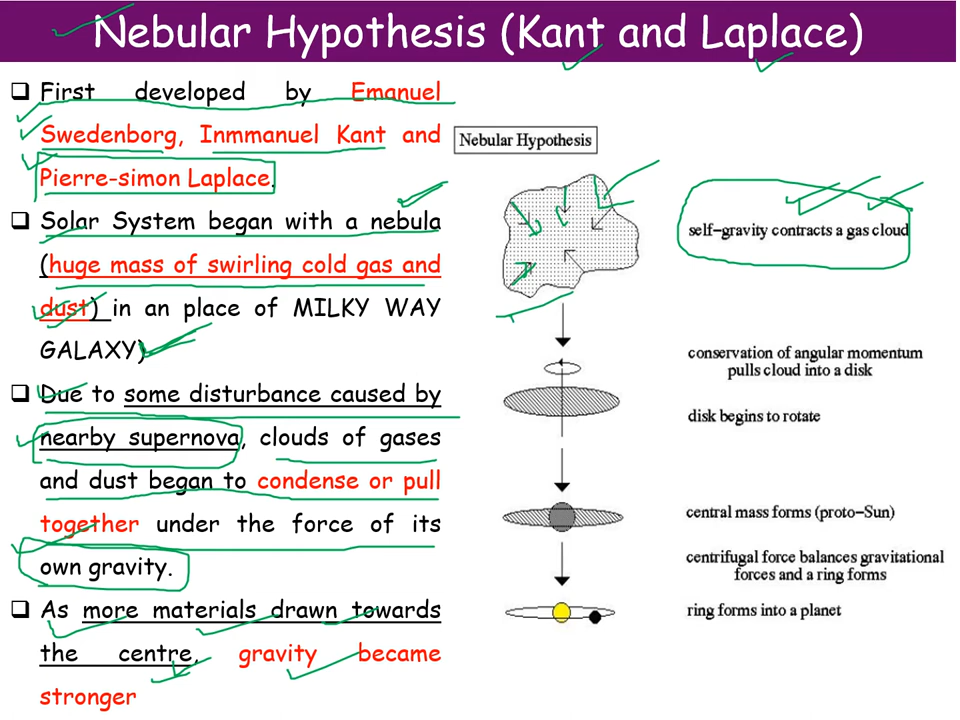 Nebular Hypothesis (Kant and Laplace)
First developed by Emanuel
Swedenborg, Inmmanuel Kant and
Pierre-simon Laplace.
Solar System began with a nebula
(huge mass of swirling cold gas and
dust) in an place of MILKY WAY
GALAXY)
Due to some disturbance caused by
nearby supernova, clouds of gases
and dust began to condense or pull
together under the force of its
own gravity.
As more materials drawn towards
the centre, gravity became
stronger
Nebular Hypothesis
self-gravity contracts a gas cloud
conservation of angular momentum
pulls cloud into a disk
disk begins to rotate
central mass forms (proto-Sun)
centrifugal force balances gravitational
forces and a ring forms
ring forms into a planet